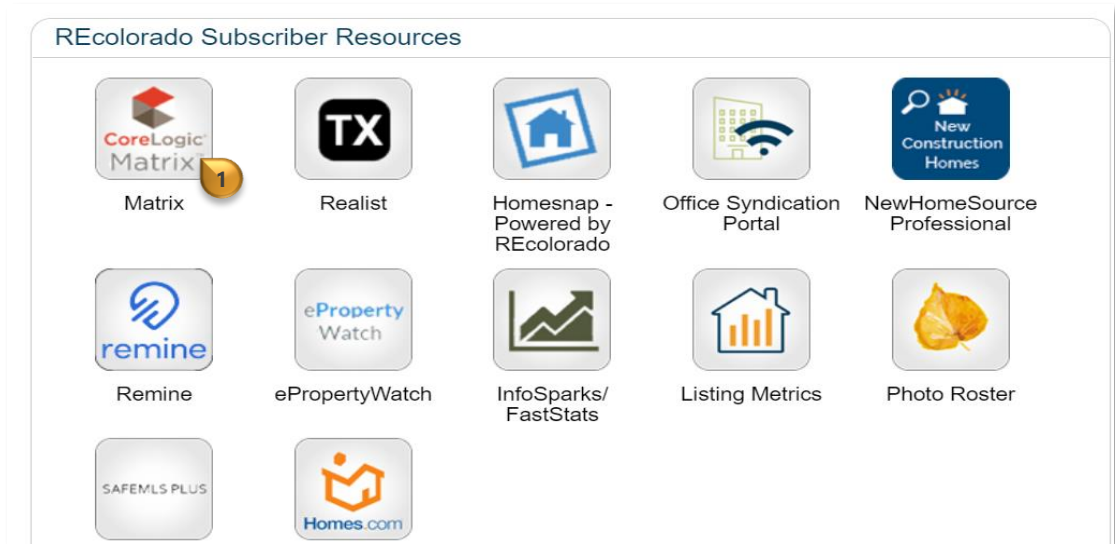 REcolorado Subscriber Resources
CoreLogic
Matrix™
1
Matrix
TX
Realist
Homesnap -
Powered by
REcolorado
Office Syndication
Portal
New
Construction
Homes
NewHomeSource
Professional
remine
Remine
eProperty
Watch
ePropertyWatch
InfoSparks/
FastStats
Listing Metrics
Photo Roster
SAFEMLS PLUS
Homes.com